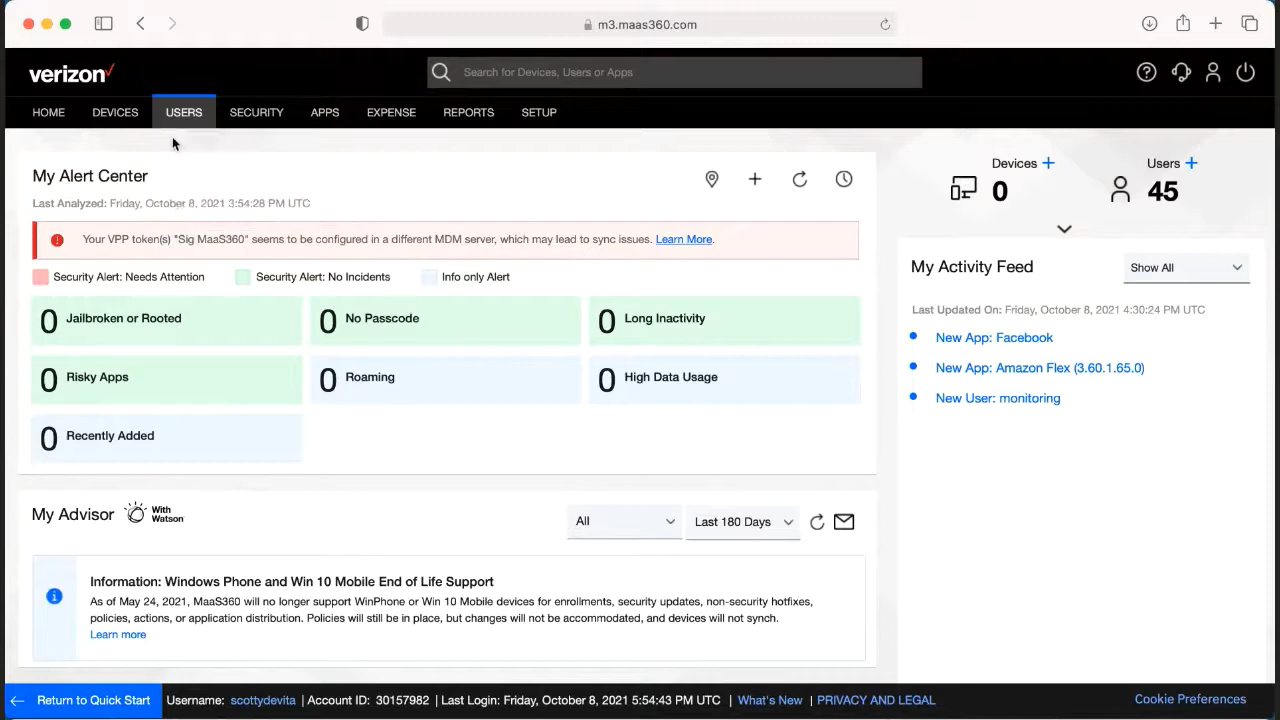 m3.maas360.com
verizon
Search for Devices, Users or Apps
HOME DEVICES USERS SECURITY APPS EXPENSE REPORTS SETUP
My Alert Center
Last Analyzed: Friday, October 8, 2021 3:54:28 PM UTC
Your VPP token(s) "Sig MaaS360" seems to be configured in a different MDM server, which may lead to sync issues. Learn More.
Security Alert: Needs Attention Security Alert: No Incidents Info only Alert
0 Jailbroken or Rooted 0 No Passcode 0 Long Inactivity
0 Risky Apps 0 Roaming 0 High Data Usage
0 Recently Added
Devices + Users +
0 45
My Activity Feed Show All
Last Updated On: Friday, October 8, 2021 4:30:24 PM UTC
New App: Facebook
New App: Amazon Flex (3.60.1.65.0)
New User: monitoring
My Advisor With Watson All Last 180 Days
Information: Windows Phone and Win 10 Mobile End of Life Support
As of May 24, 2021, MaaS360 will no longer support WinPhone or Win 10 Mobile devices for enrollments, security updates, non-security hotfixes,
policies, actions, or application distribution. Policies will still be in place, but changes will not be accommodated, and devices will not synch.
Learn more
Return to Quick Start Username: scottydevita | Account ID: 30157982 | Last Login: Friday, October 8, 2021 5:54:43 PM UTC | What's New | PRIVACY AND LEGAL Cookie Preferences